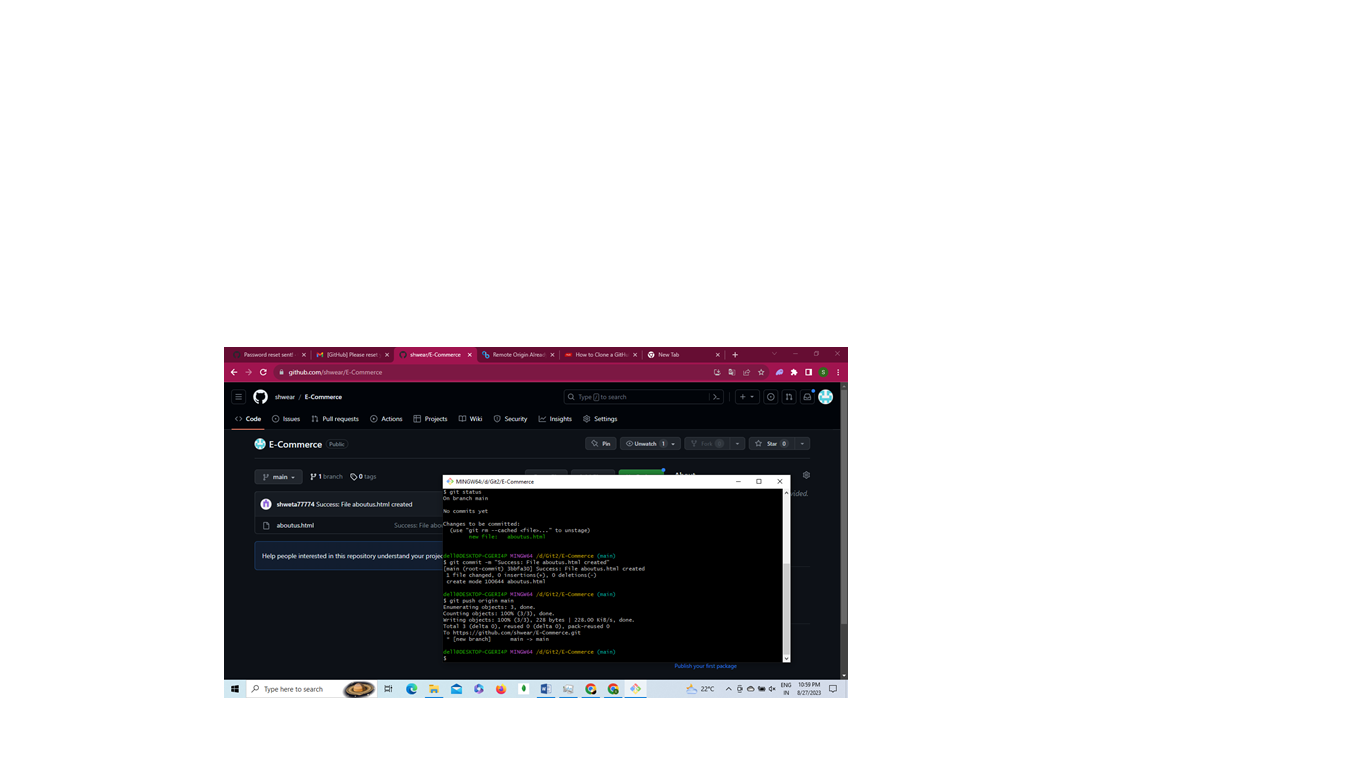 Password reset sent!
[GitHub] Please reset
shwear/E-Commerce
Remote Origin Alread
How to Clone a GitH
New Tab
github.com/shwear/E-Commerce
shwear / E-Commerce
Type / to search
Code Issues Pull requests Actions Projects Wiki Security Insights Settings
E-Commerce Public
Pin Unwatch 1 Fork 0 Star 0
main 1 branch 0 tags
About
shweta77774 Success: File aboutus.html created
vided.
aboutus.html Success: File abou
Help people interested in this repository understand your projec
MINGW64:/d/Git2/E-Commerce
$ git status
On branch main
No commits yet
Changes to be committed:
(use "git rm --cached <file>..." to unstage)
new file: aboutus.html
dell@DESKTOP-CGERI4P MINGW64 /d/Git2/E-Commerce (main)
$ git commit -m "Success: File aboutus.html created"
[main (root-commit) 3bbfa30] Success: File aboutus.html created
1 file changed, 0 insertions(+), 0 deletions(-)
create mode 100644 aboutus.html
dell@DESKTOP-CGERI4P MINGW64 /d/Git2/E-Commerce (main)
$ git push origin main
Enumerating objects: 3, done.
Counting objects: 100% (3/3), done.
Writing objects: 100% (3/3), 228 bytes | 228.00 KiB/s, done.
Total 3 (delta 0), reused 0 (delta 0), pack-reused 0
To https://github.com/shwear/E-Commerce.git
* [new branch] main -> main
dell@DESKTOP-CGERI4P MINGW64 /d/Git2/E-Commerce (main)
$
Publish your first package
Type here to search
22°C
ENG
IN
10:59 PM
8/27/2023